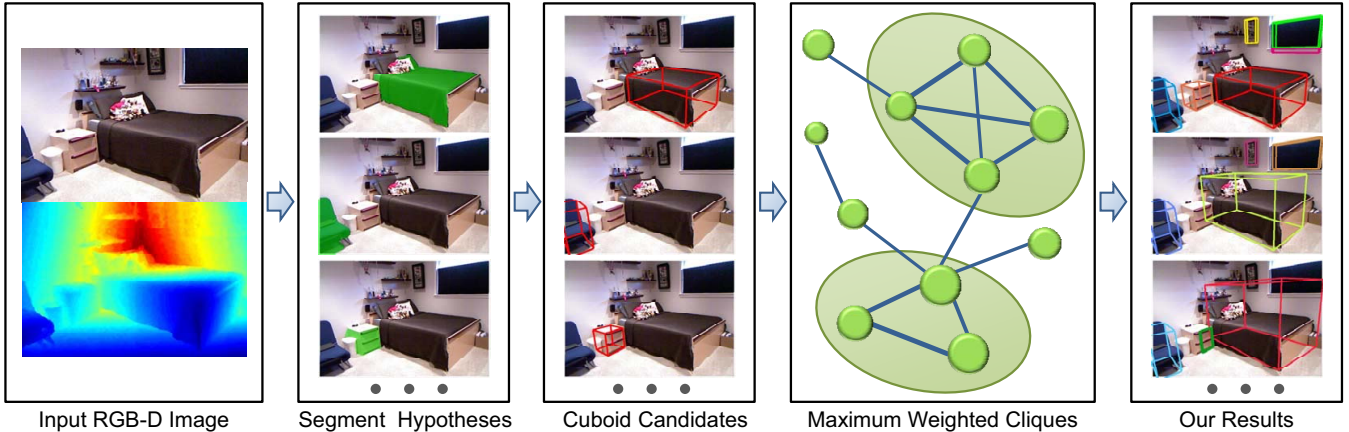 Input RGB-D Image
Segment Hypotheses
Cuboid Candidates
Maximum Weighted Cliques
Our Results